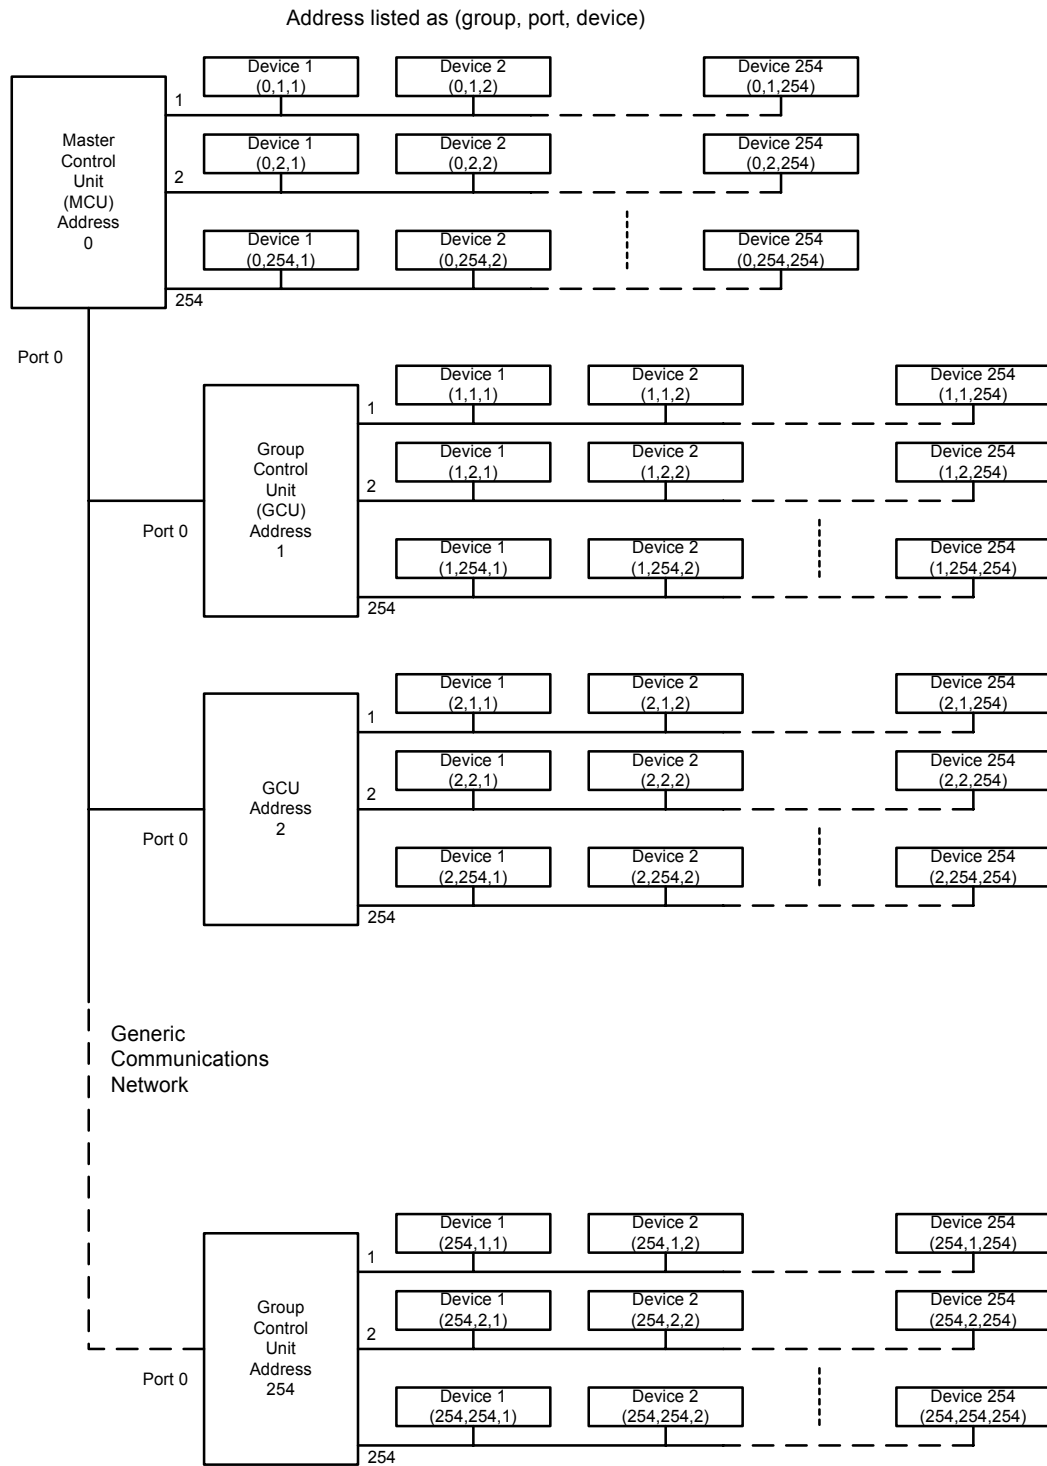 Address listed as (group, port, device)
Master
Control
Unit
(MCU)
Address
0
1
Device 1
(0,1,1)
Device 2
(0,1,2)
Device 254
(0,1,254)
2
Device 1
(0,2,1)
Device 2
(0,2,2)
Device 254
(0,2,254)
254
Device 1
(0,254,1)
Device 2
(0,254,2)
Device 254
(0,254,254)
Port 0
Port 0
Group
Control
Unit
(GCU)
Address
1
1
Device 1
(1,1,1)
Device 2
(1,1,2)
Device 254
(1,1,254)
2
Device 1
(1,2,1)
Device 2
(1,2,2)
Device 254
(1,2,254)
254
Device 1
(1,254,1)
Device 2
(1,254,2)
Device 254
(1,254,254)
Port 0
GCU
Address
2
1
Device 1
(2,1,1)
Device 2
(2,1,2)
Device 254
(2,1,254)
2
Device 1
(2,2,1)
Device 2
(2,2,2)
Device 254
(2,2,254)
254
Device 1
(2,254,1)
Device 2
(2,254,2)
Device 254
(2,254,254)
Generic
Communications
Network
Port 0
Group
Control
Unit
Address
254
1
Device 1
(254,1,1)
Device 2
(254,1,2)
Device 254
(254,1,254)
2
Device 1
(254,2,1)
Device 2
(254,2,2)
Device 254
(254,2,254)
254
Device 1
(254,254,1)
Device 2
(254,254,2)
Device 254
(254,254,254)